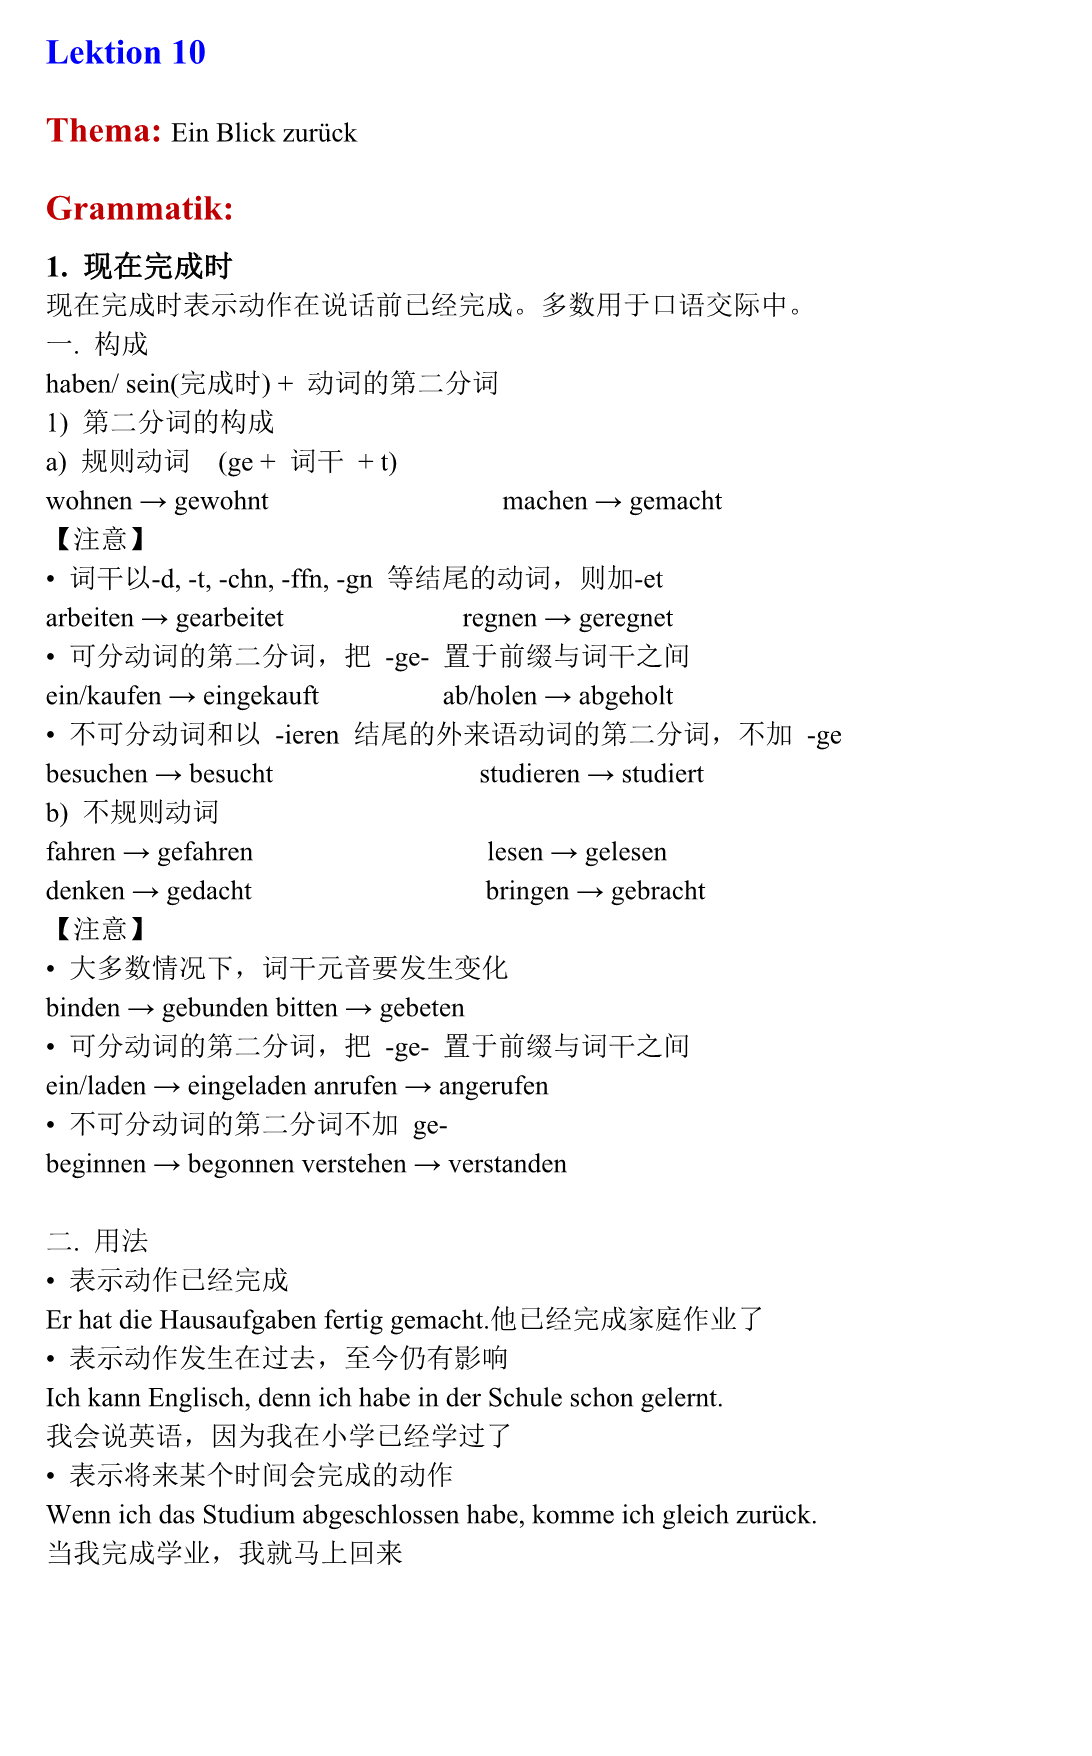 Lektion 10
Thema: Ein Blick zurück
Grammatik:
1. 现在完成时
现在完成时表示动作在说话前已经完成。多数用于口语交际中。
一. 构成
haben/ sein(完成时) + 动词的第二分词
1) 第二分词的构成
a) 规则动词 (ge + 词干 + t)
wohnen → gewohnt machen → gemacht
【注意】
• 词干以-d, -t, -chn, -ffn, -gn 等结尾的动词，则加-et
arbeiten → gearbeitet regnen → geregnet
• 可分动词的第二分词，把 -ge- 置于前缀与词干之间
ein/kaufen → eingekauft ab/holen → abgeholt
• 不可分动词和以 -ieren 结尾的外来语动词的第二分词，不加 -ge
besuchen → besucht studieren → studiert
b) 不规则动词
fahren → gefahren lesen → gelesen
denken → gedacht bringen → gebracht
【注意】
• 大多数情况下，词干元音要发生变化
binden → gebunden bitten → gebeten
• 可分动词的第二分词，把 -ge- 置于前缀与词干之间
ein/laden → eingeladen anrufen → angerufen
• 不可分动词的第二分词不加 ge-
beginnen → begonnen verstehen → verstanden
二. 用法
• 表示动作已经完成
Er hat die Hausaufgaben fertig gemacht.他已经完成家庭作业了
• 表示动作发生在过去，至今仍有影响
Ich kann Englisch, denn ich habe in der Schule schon gelernt.
我会说英语，因为我在小学已经学过了
• 表示将来某个时间会完成的动作
Wenn ich das Studium abgeschlossen habe, komme ich gleich zurück.
当我完成学业，我就马上回来